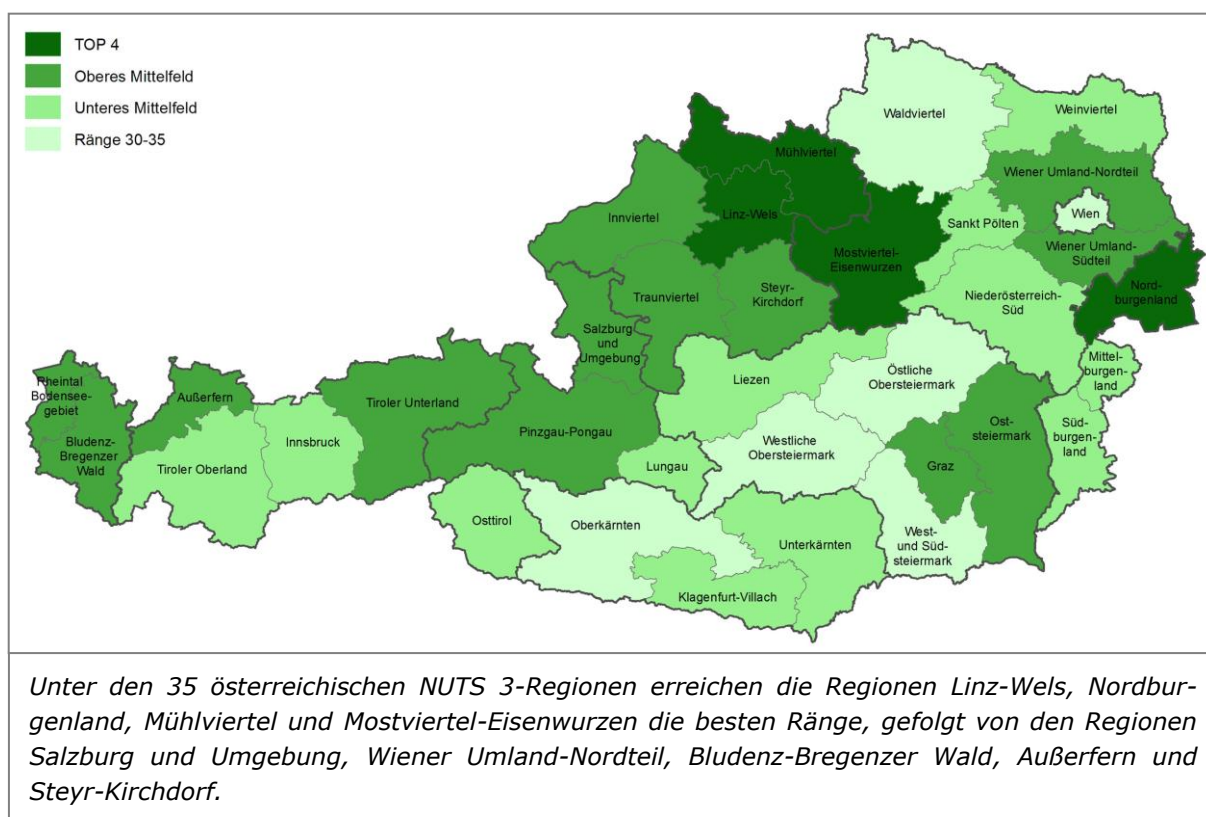 TOP 4
Oberes Mittelfeld
Unteres Mittelfeld
Ränge 30-35
Waldviertel
Weinviertel
Mühlviertel
Wiener Umland-Nordteil
Innviertel
Linz-Wels
Wien
Sankt Pölten
Mostviertel-
Eisenwurzen
Wiener Umland-
Südteil
Nord-
burgenland
Traunviertel
Steyr-
Kirchdorf
Niederösterreich-
Süd
Salzburg
und
Umgebung
Mittel-
burgen-
land
Rheintal
Bodensee-
gebiet
Außerfern
Tiroler Unterland
Liezen
Östliche
Obersteiermark
Bludenz-
Bregenzer
Wald
Innsbruck
Pinzgau-Pongau
Ost-
steiermark
Süd-
burgen-
land
Tiroler Oberland
Lungau
Westliche
Obersteiermark
Graz
Osttirol
Oberkärnten
Unterkärnten
West-
und Süd-
steiermark
Klagenfurt-Villach
Unter den 35 österreichischen NUTS 3-Regionen erreichen die Regionen Linz-Wels, Nordbur-
genland, Mühlviertel und Mostviertel-Eisenwurzen die besten Ränge, gefolgt von den Regionen
Salzburg und Umgebung, Wiener Umland-Nordteil, Bludenz-Bregenzer Wald, Außerfern und
Steyr-Kirchdorf.